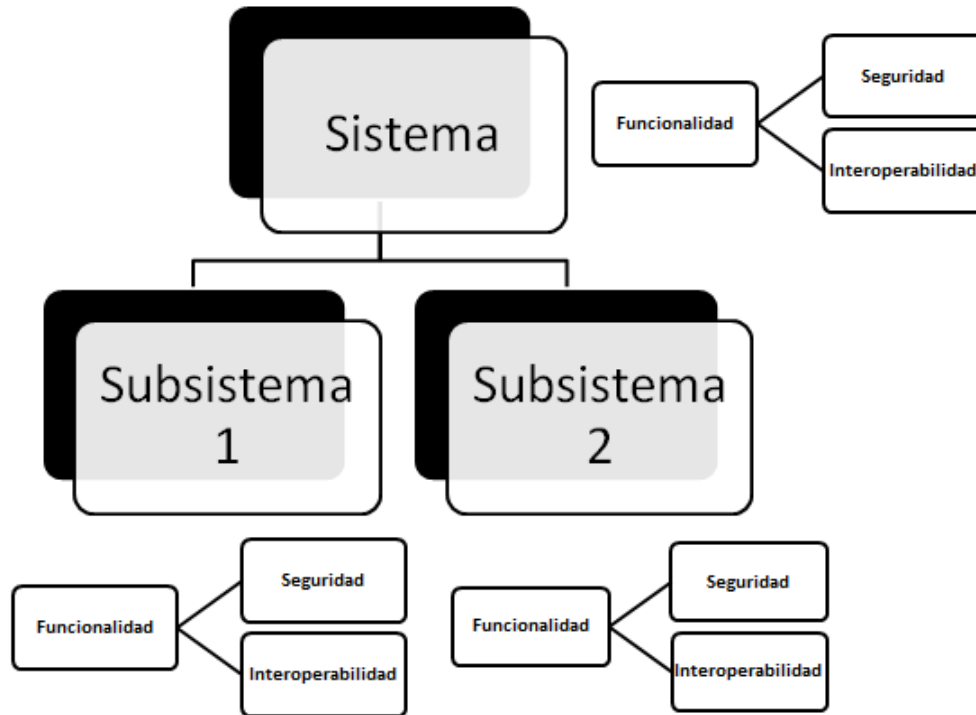 Sistema
Funcionalidad
Seguridad
Interoperabilidad
Subsistema
1
Subsistema
2
Funcionalidad
Seguridad
Interoperabilidad
Funcionalidad
Seguridad
Interoperabilidad